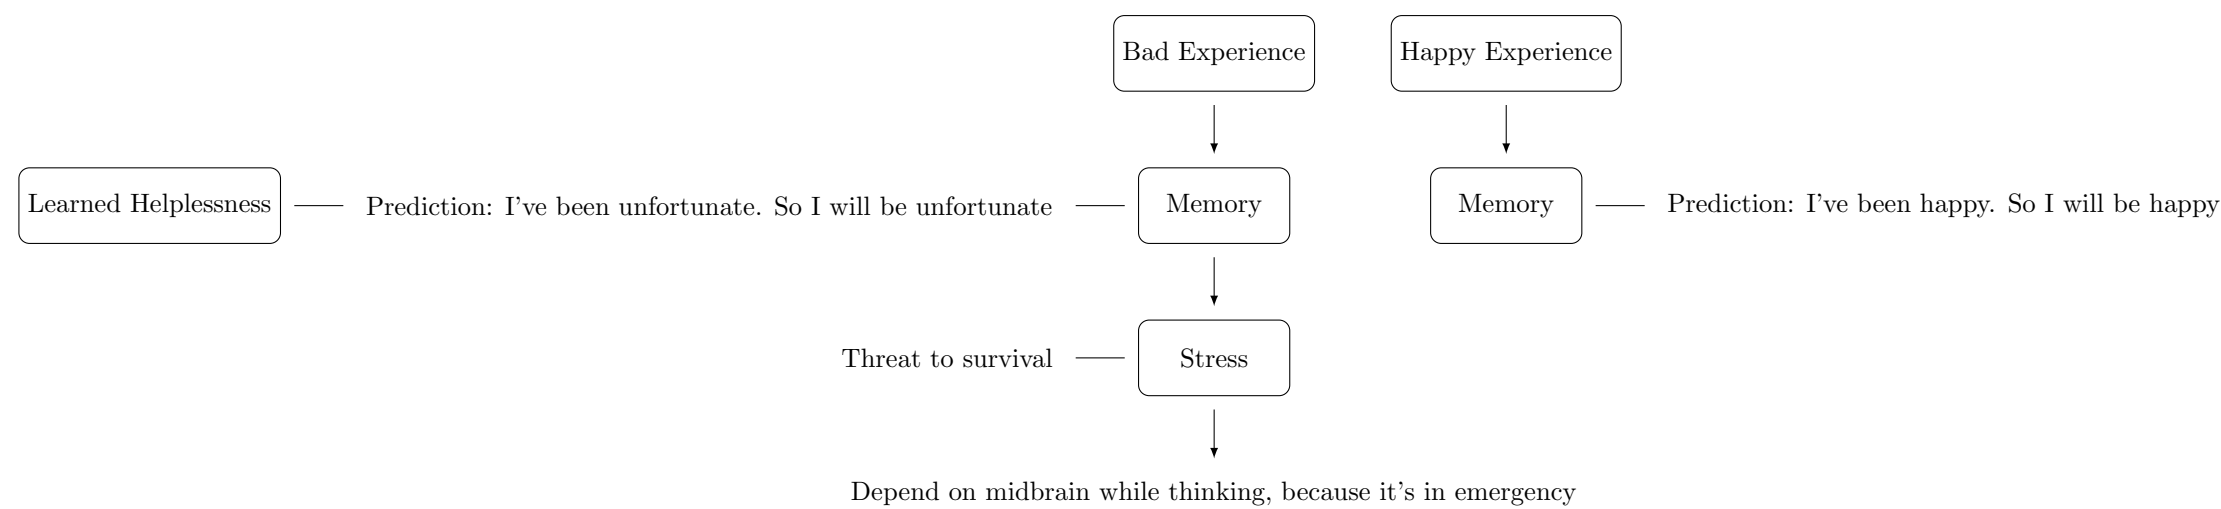 Bad Experience
Happy Experience
Learned Helplessness
Prediction: I've been unfortunate. So I will be unfortunate
Memory
Memory
Prediction: I've been happy. So I will be happy
Threat to survival
Stress
Depend on midbrain while thinking, because it's in emergency